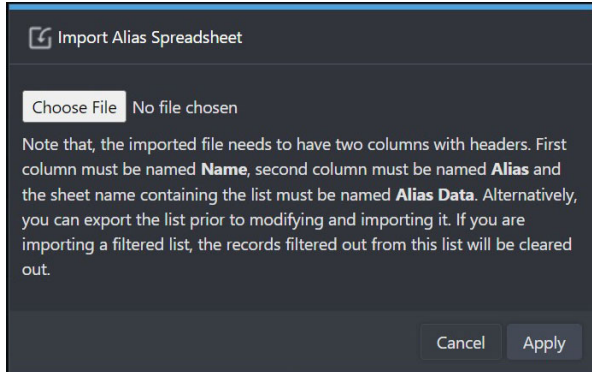 Import Alias Spreadsheet
Choose File No file chosen
Note that, the imported file needs to have two columns with headers. First
column must be named Name, second column must be named Alias and
the sheet name containing the list must be named Alias Data. Alternatively,
you can export the list prior to modifying and importing it. If you are
importing a filtered list, the records filtered out from this list will be cleared
out.
Cancel Apply